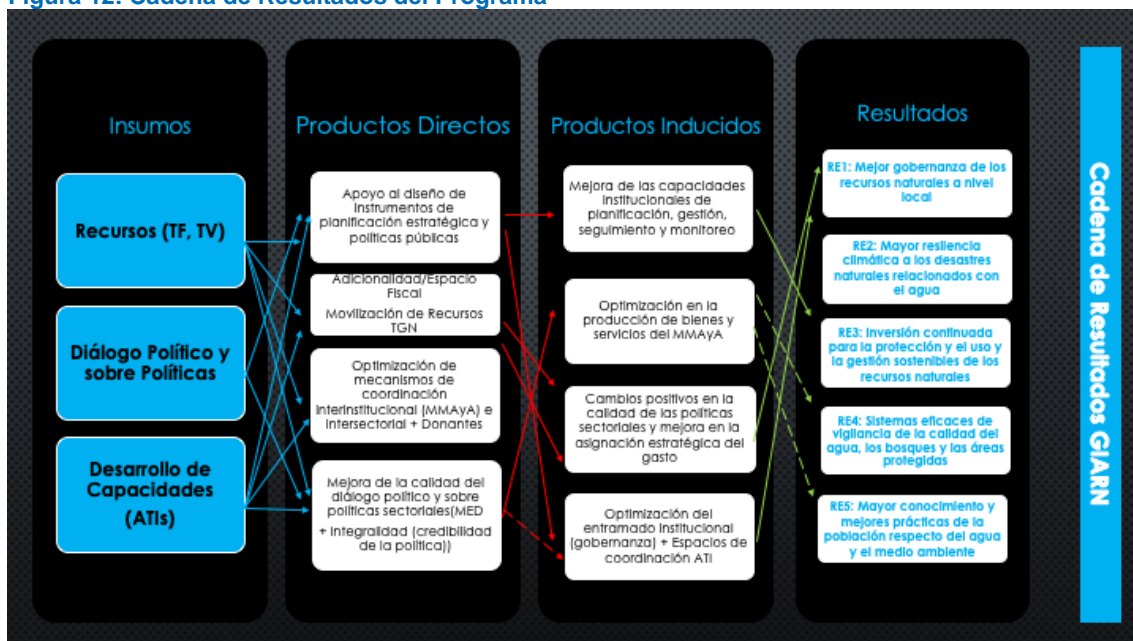 Figura 12: Cadena de Resultados del Programa
Insumos
Recursos (TF, TV)
Diálogo Político y
sobre Políticas
Desarrollo de
Capacidades
(ATIs)
Productos Directos
Apoyo al diseño de
instrumentos de
planificación estratégica y
políticas públicas
Adicionalidad/Espacio
Fiscal
Movilización de Recursos
TGN
Optimización de
mecanismos de
coordinación
interinstitucional (MMAyA) e
intersectorial + Donantes
Mejora de la calidad del
diálogo político y sobre
políticas sectoriales(MED
+ Integralidad (credibilidad
de la política))
Productos Inducidos
Mejora de las capacidades
institucionales de
planificación, gestión,
seguimiento y monitoreo
Optimización en la
producción de bienes y
servicios del MMAyA
Cambios positivos en la
calidad de las políticas
sectoriales y mejora en la
asignación estratégica del
gasto
Optimización del
entramado institucional
(gobernanza) + Espacios de
coordinación ATI
Resultados
RE1: Mejor gobernanza de los
recursos naturales a nivel
local
RE2: Mayor resiliencia
climática a los desastres
naturales relacionados con
el agua
RE3: Inversión continuada
para la protección y el uso y
la gestión sostenibles de los
recursos naturales
RE4: Sistemas eficaces de
vigilancia de la calidad del
agua, los bosques y las áreas
protegidas
RE5: Mayor conocimiento y
mejores prácticas de la
población respecto del agua
y el medio ambiente
Cadena de Resultados GIARN